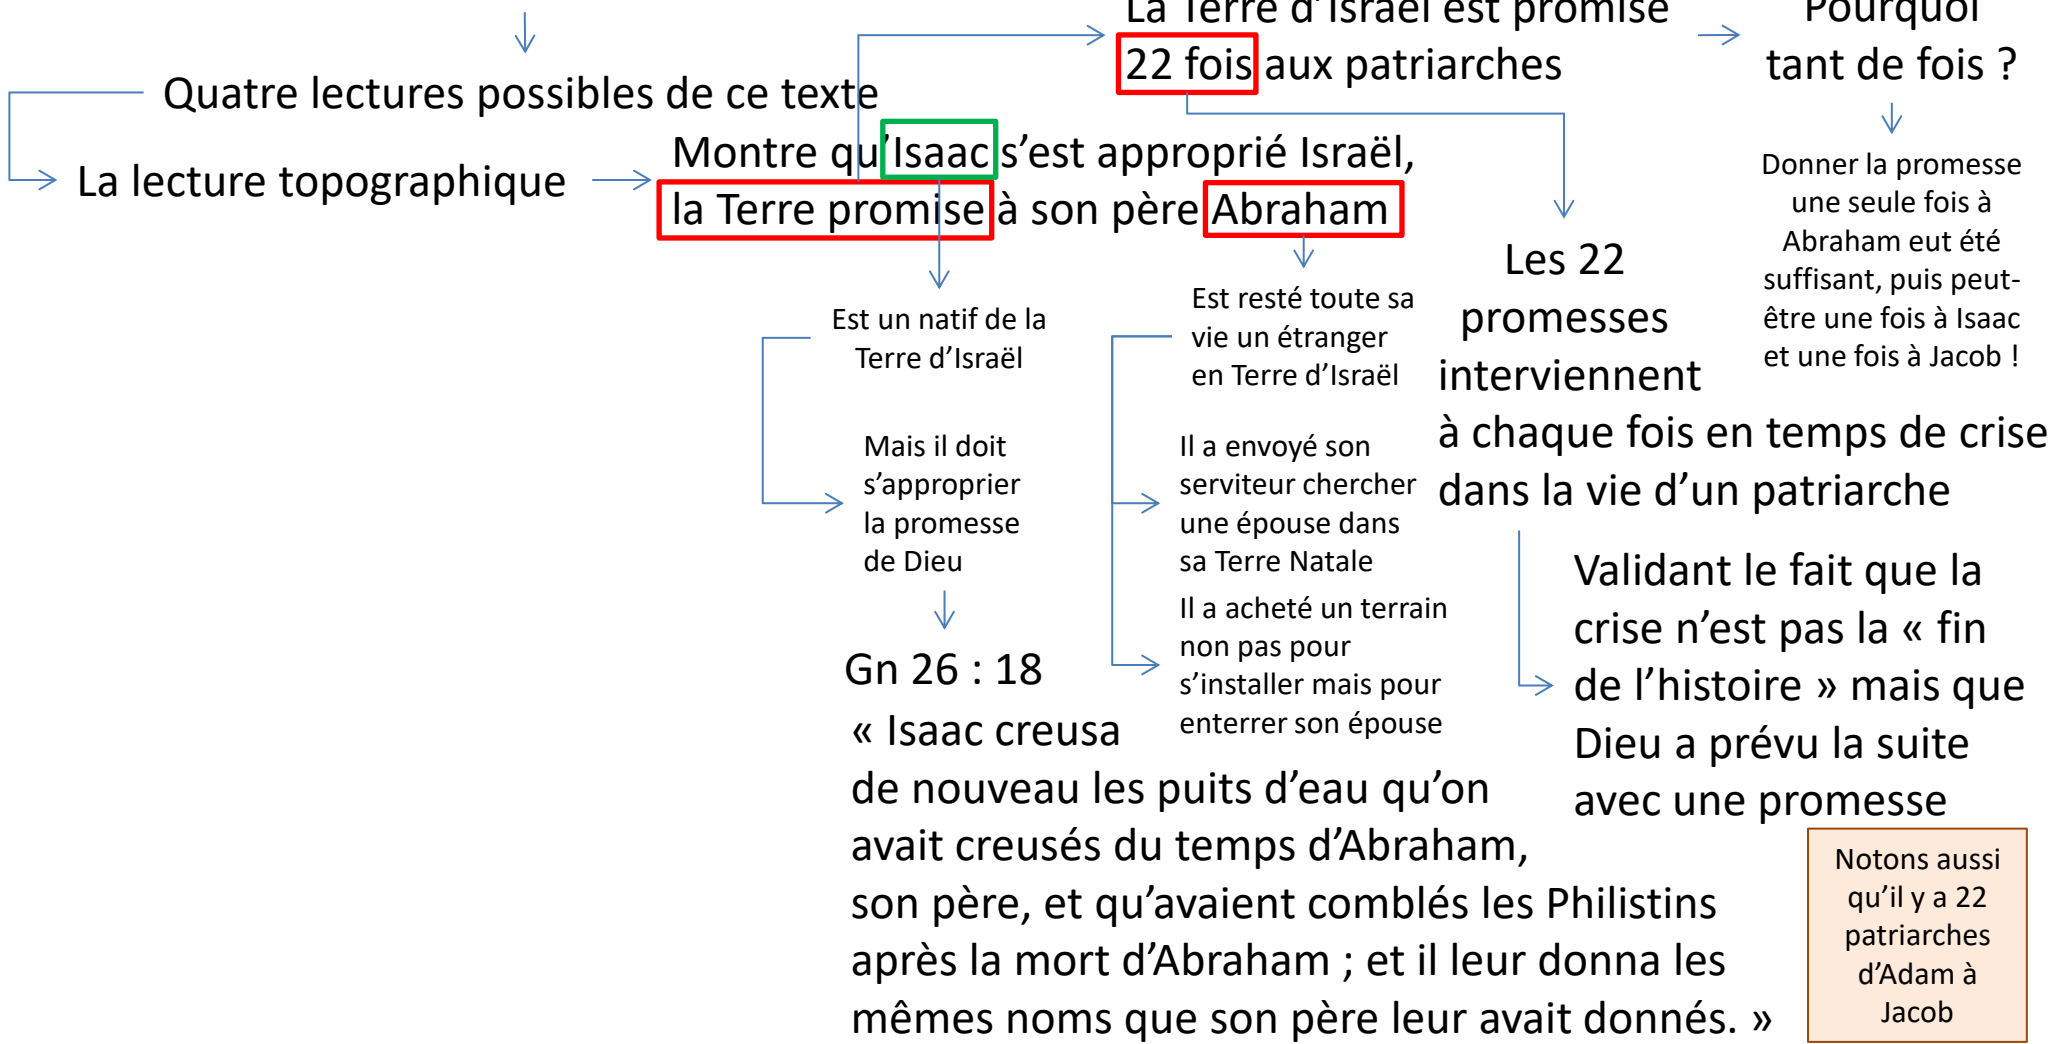 La Terre d’Israël est promise
22 fois aux patriarches
Pourquoi
tant de fois ?
Donner la promesse
une seule fois à
Abraham eut été
suffisant, puis peut-
être une fois à Isaac
et une fois à Jacob !
Quatre lectures possibles de ce texte
La lecture topographique
Montre qu’Isaac s’est approprié Israël,
la Terre promise à son père Abraham
Est un natif de la
Terre d’Israël
Mais il doit
s’approprier
la promesse
de Dieu
Gn 26 : 18
« Isaac creusa
de nouveau les puits d’eau qu’on
avait creusés du temps d’Abraham,
son père, et qu’avaient comblés les Philistins
après la mort d’Abraham ; et il leur donna les
mêmes noms que son père leur avait donnés. »
Est resté toute sa
vie un étranger
en Terre d’Israël
Il a envoyé son
serviteur chercher
une épouse dans
sa Terre Natale
Il a acheté un terrain
non pas pour
s’installer mais pour
enterrer son épouse
Les 22
promesses
interviennent
à chaque fois en temps de crise
dans la vie d’un patriarche
Validant le fait que la
crise n’est pas la « fin
de l’histoire » mais que
Dieu a prévu la suite
avec une promesse
Notons aussi
qu’il y a 22
patriarches
d’Adam à
Jacob